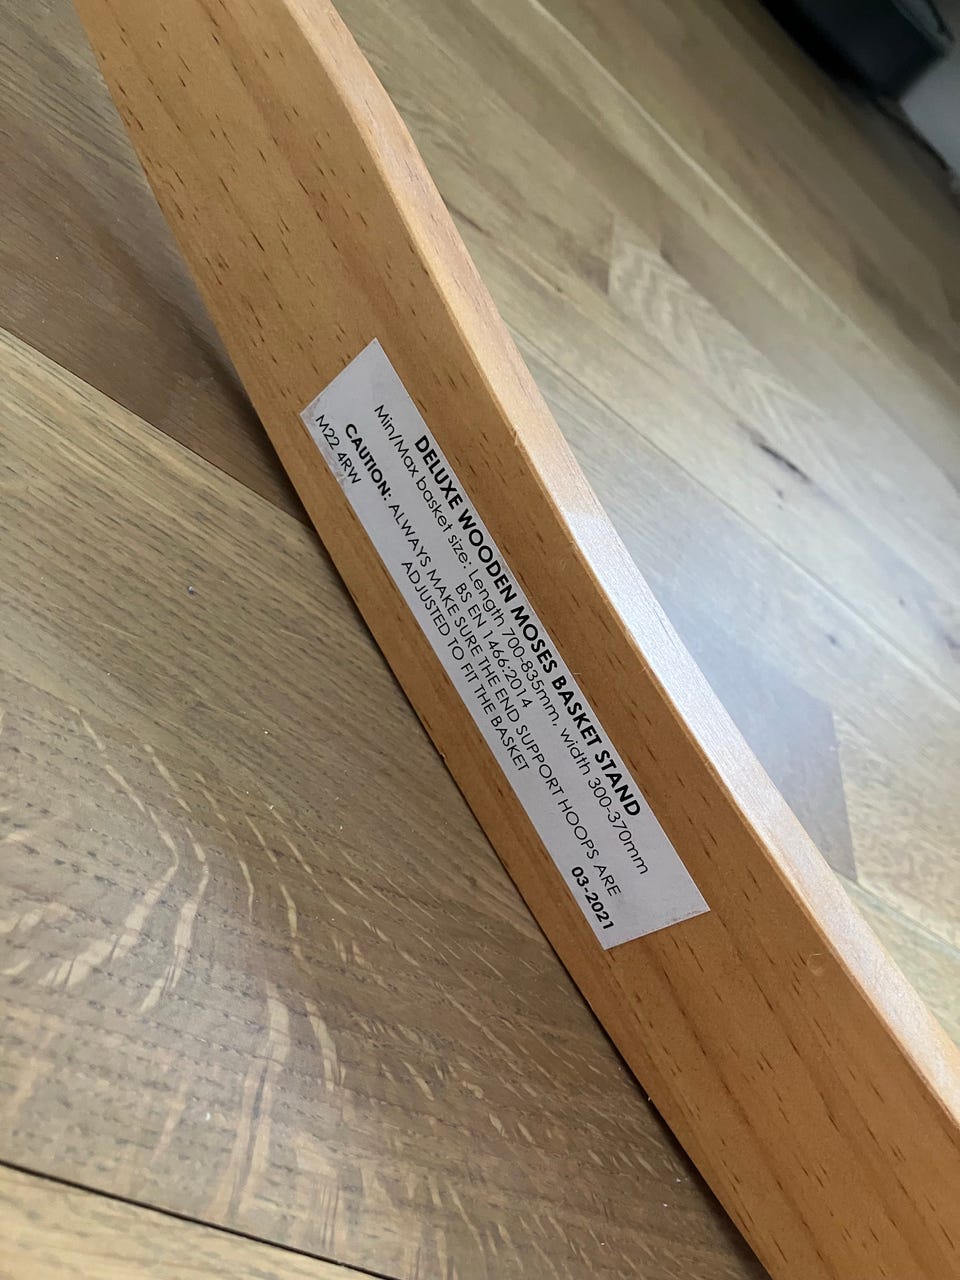 DELUXE WOODEN MOSES BASKET STAND
Min/Max basket size: Length 700-835mm, width 300-370mm
BS EN 1466:2014
CAUTION: ALWAYS MAKE SURE THE END SUPPORT HOOPS ARE
ADJUSTED TO FIT THE BASKET
M22 4RW
03-2021